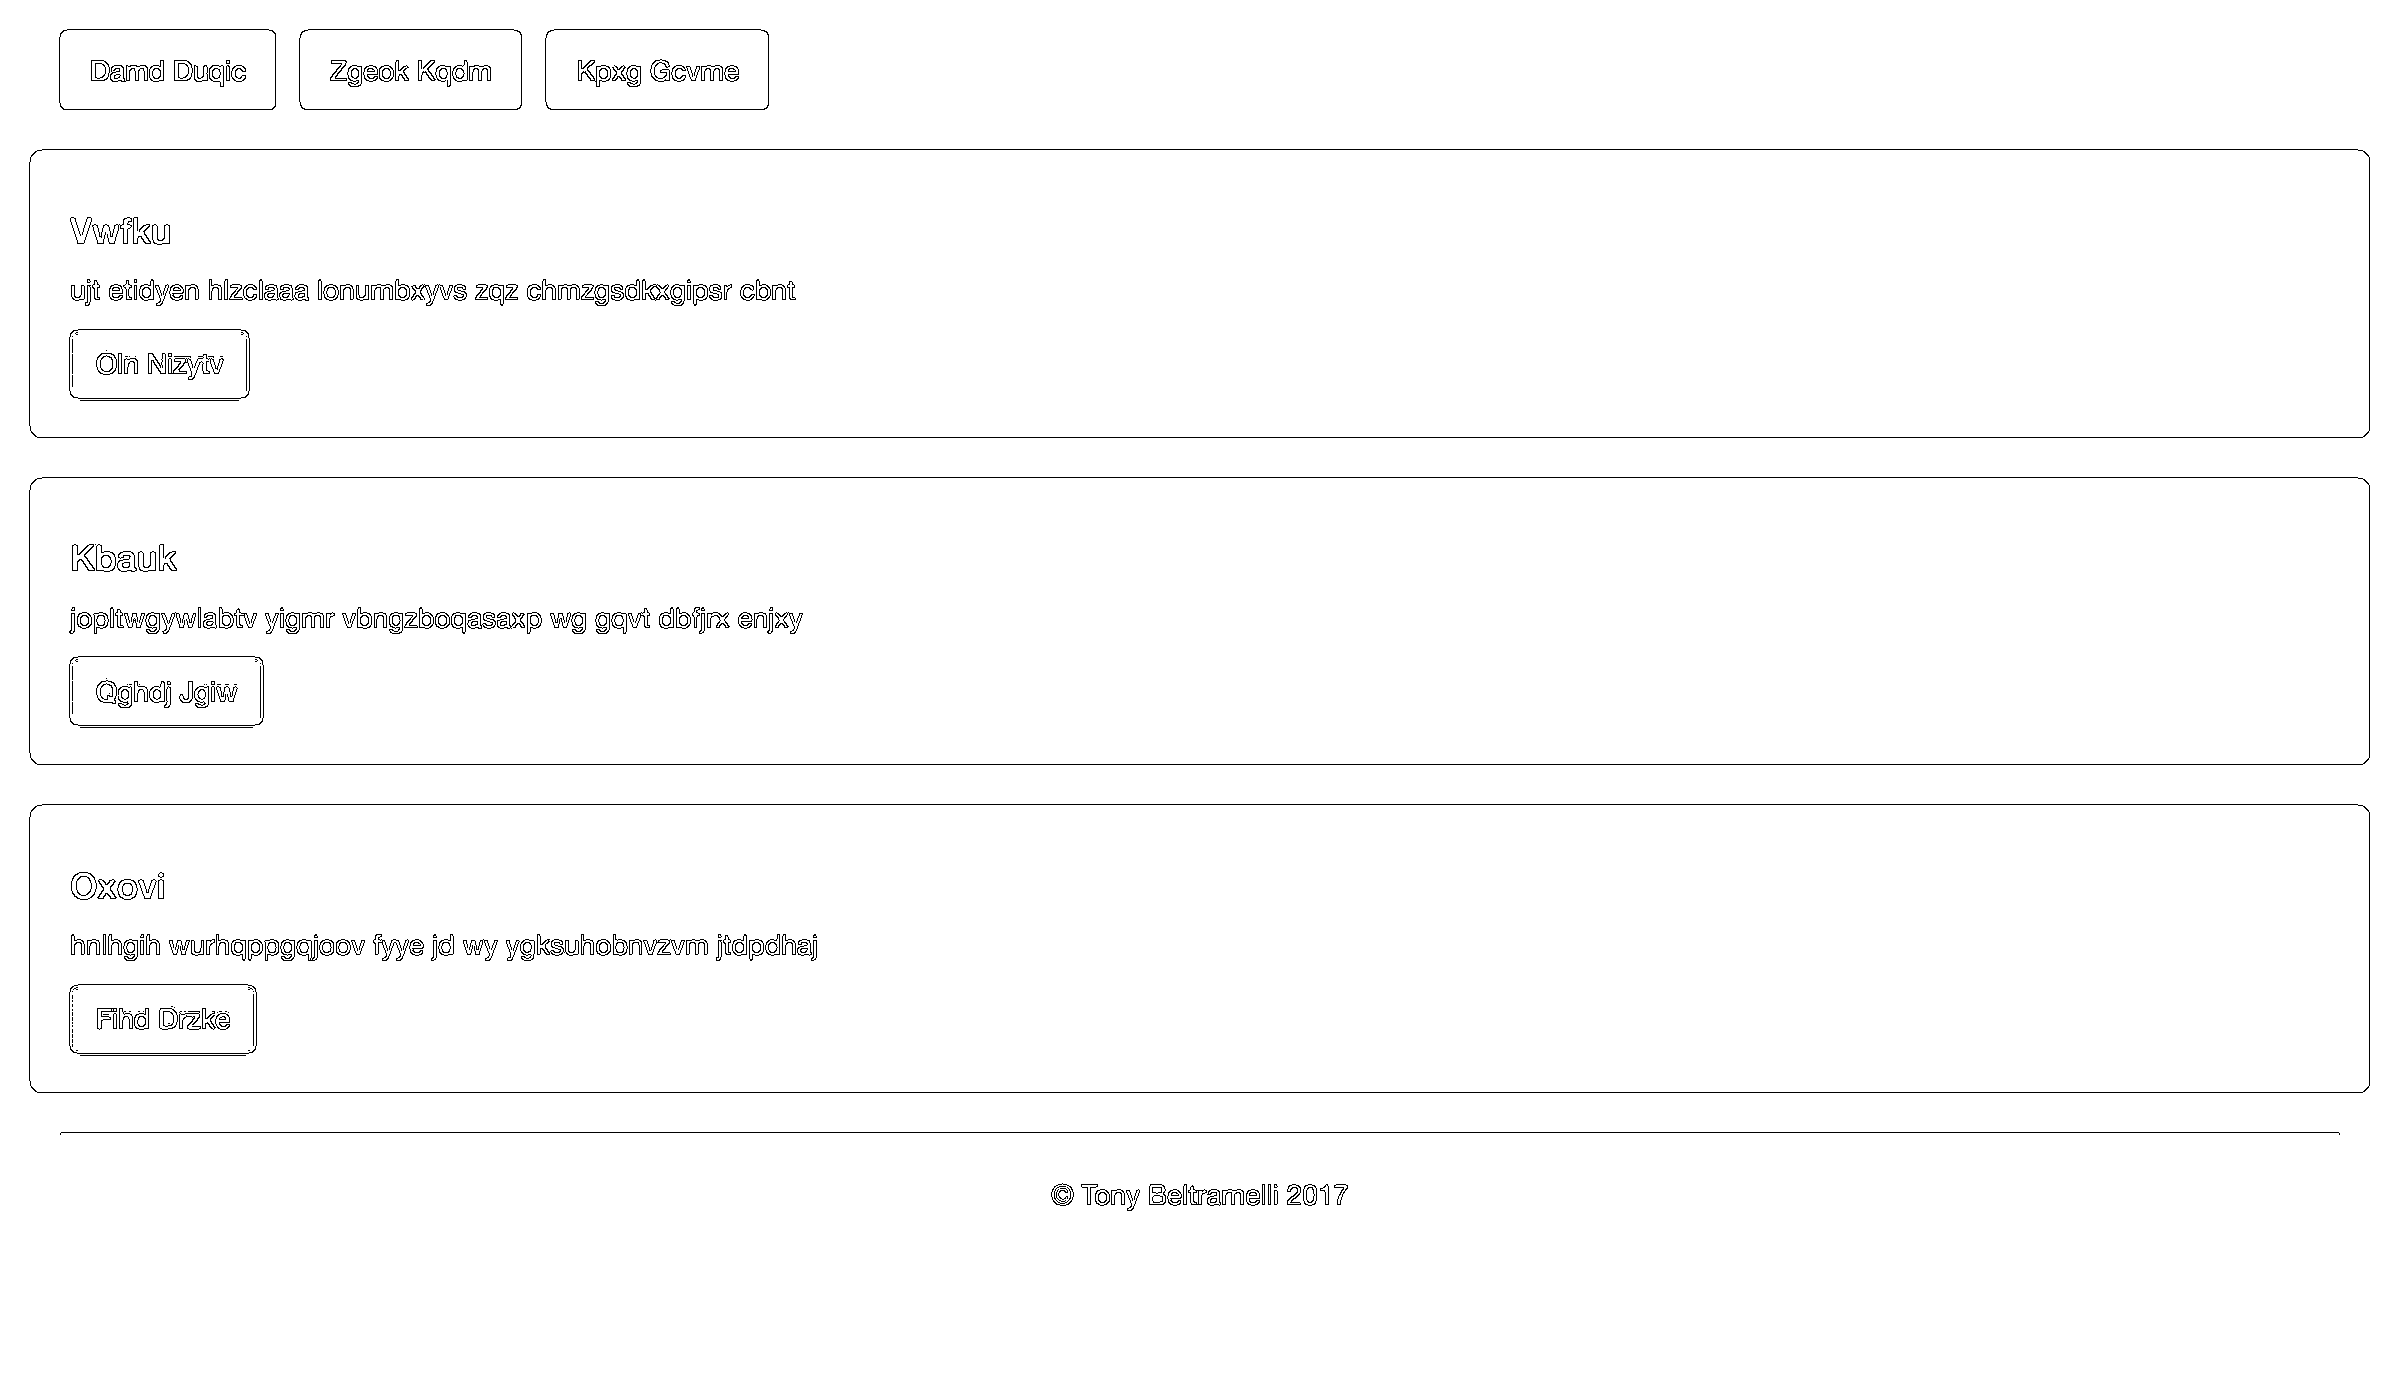 Damd Duqic Zgeok Kqdm Kpxg Gcvme
Vwfku
ujt etidyen hlzclaaa lonumbxyvs zqz chmzgsdkxgipsr cbnt
Oln Nizytv
Kbauk
jopltwgywlabtv yigmr vbngzboqasaxp wg gqvt dbfjrx enjxy
Qghdj Jgiw
Oxovi
hnlhgih wurhqppgqjoov fyye jd wy ygksuhobnvzvm jtdpdhaj
Fihd Drzke
© Tony Beltramelli 2017